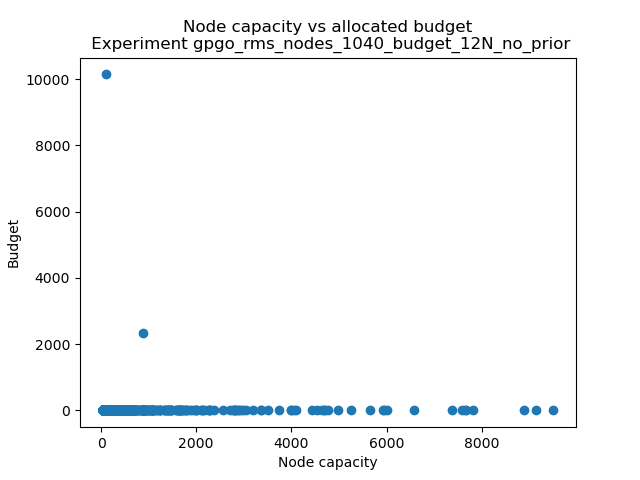 Node capacity vs allocated budget
Experiment gpgo_rms_nodes_1040_budget_12N_no_prior
10000
8000
6000
4000
2000
0
Budget
0 2000 4000 6000 8000
Node capacity